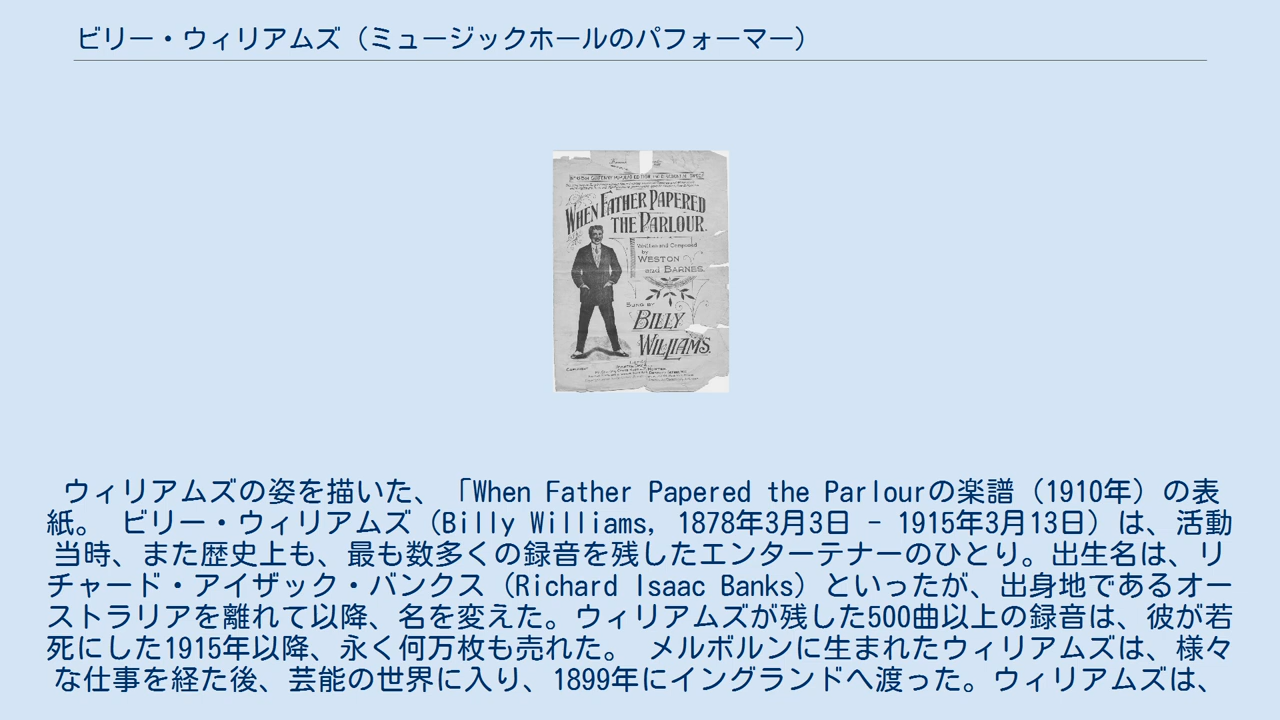 ビリー・ウィリアムズ（ミュージックホールのパフォーマー）
WHEN FATHER PAPERED
THE PARLOUR.
Written and Composed
by
WESTON
and BARNES.
SUNG BY
BILLY
WILLIAMS.
ウィリアムズの姿を描いた、「When Father Papered the Parlourの楽譜（1910年）の表
紙。 ビリー・ウィリアムズ（Billy Williams, 1878年3月3日 - 1915年3月13日）は、活動
当時、また歴史上も、最も数多くの録音を残したエンターテナーのひとり。出生名は、リ
チャード・アイザック・バンクス（Richard Isaac Banks）といったが、出身地であるオー
ストラリアを離れて以降、名を変えた。ウィリアムズが残した500曲以上の録音は、彼が若
死にした1915年以降、永く何万枚も売れた。 メルボルンに生まれたウィリアムズは、様々
な仕事を経た後、芸能の世界に入り、1899年にイングランドへ渡った。ウィリアムズは、